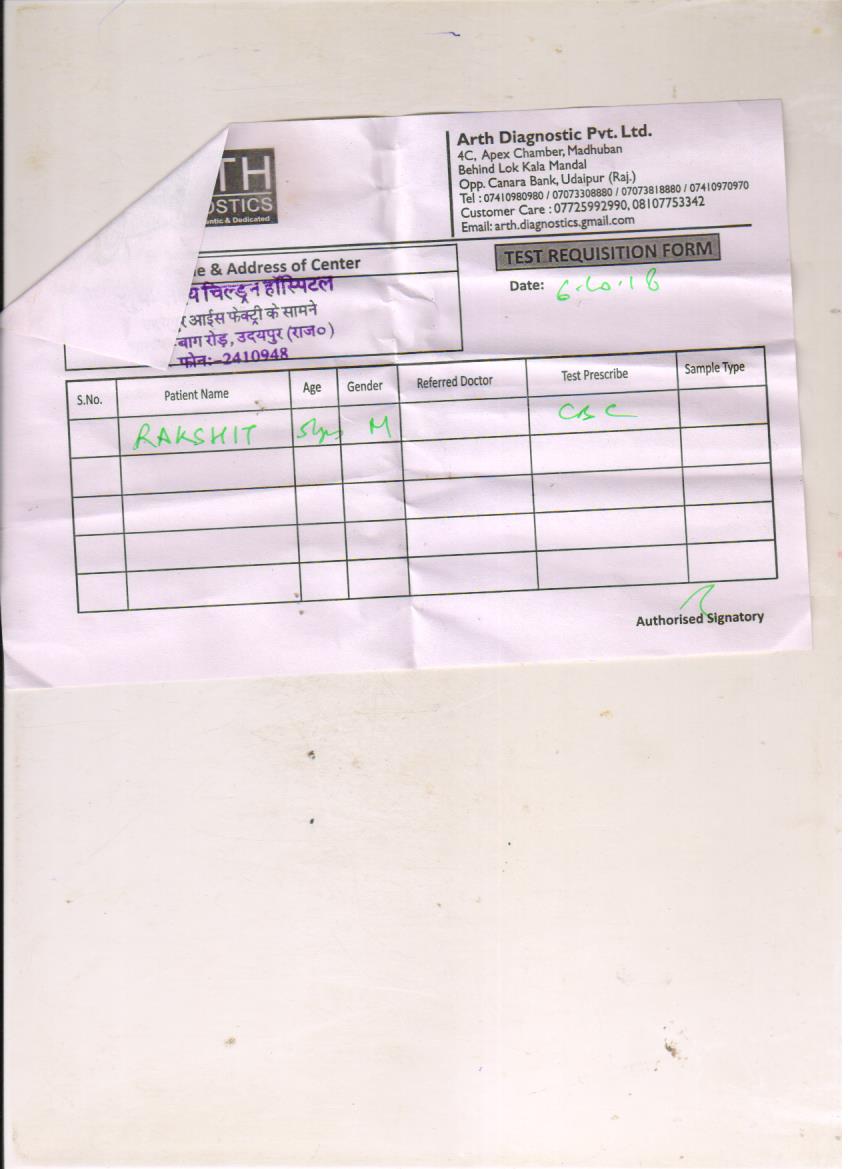 TH
OSTICS
ntic & Dedicated
Arth Diagnostic Pvt. Ltd.
4C, Apex Chamber, Madhuban
Behind Lok Kala Mandal
Opp. Canara Bank, Udaipur (Raj.)
Tel : 07410980980 / 07073308880 / 07073818880 / 07410970970
Customer Care : 07725992990, 08107753342
Email: arth.diagnostics.gmail.com
e & Address of Center
य चिल्ड्रन हॉस्पिटल
र आईस फेक्ट्री के सामने
बाग रोड़, उदयपुर (राज०)
फोन:-2410948
TEST REQUISITION FORM
Date: 6.10.18
S.No. Patient Name Age Gender Referred Doctor Test Prescribe Sample Type
RAKSHIT 5yrs M CBC
Authorised Signatory